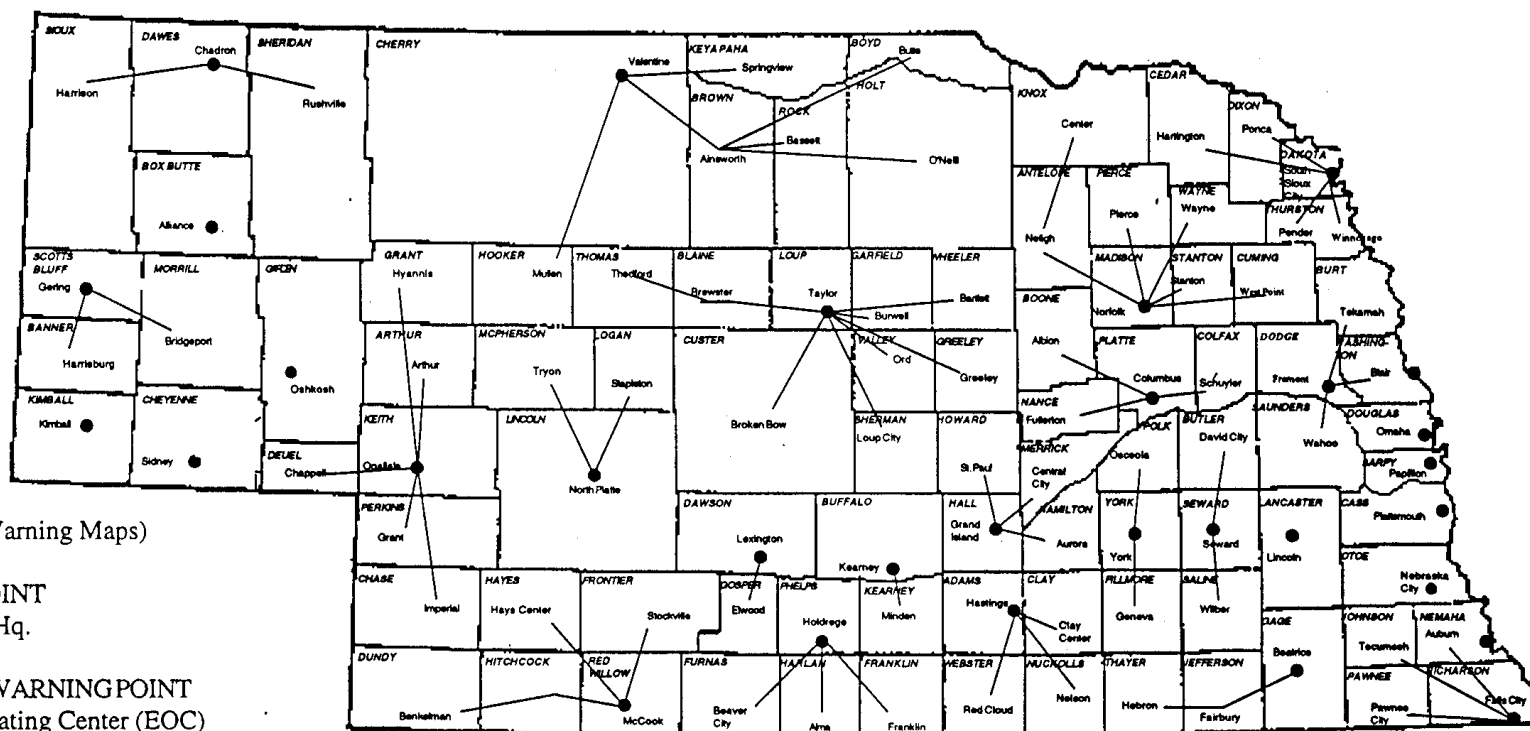 SIOUX
DAWES
Chadron
SHERIDAN
CHERRY
Harrison
Rushville
Valentine
KEYA PAHA
Springview
BOYD
Butte
HOLT
BROWN
ROCK
Bassett
Ainsworth
O'Neill
KNOX
Center
CEDAR
Hartington
DIXON
Ponca
DAKOTA
South
Sioux
City
BOX BUTTE
Alliance
ANTELOPE
PIERCE
Pierce
WAYNE
Wayne
THURSTON
Pender
Winnebago
Neligh
SCOTTS
BLUFF
Gering
MORRILL
GRANT
Hyannis
HOOKER
Mullen
THOMAS
Thedford
BLAINE
Brewster
LOUP
Taylor
GARFIELD
Burwell
WHEELER
Bartlett
MADISON
Norfolk
STANTON
Stanton
CUMING
West Point
BURT
Tekamah
BANNER
Harrisburg
Bridgeport
Oshkosh
ARTHUR
Arthur
MCPHERSON
Tryon
LOGAN
Stapleton
CUSTER
Broken Bow
VALLEY
Ord
GREELEY
Greeley
BOONE
Albion
PLATTE
Columbus
COLFAX
Schuyler
DODGE
Fremont
WASHING-
TON
Blair
KIMBALL
Kimball
CHEYENNE
Sidney
DEUEL
Chappell
KEITH
Ogallala
LINCOLN
North Platte
SHERMAN
Loup City
HOWARD
St. Paul
NANCE
Fullerton
MERRICK
Central
City
POLK
Osceola
BUTLER
David City
SAUNDERS
Wahoo
DOUGLAS
Omaha
SARPY
Papillion
PERKINS
Grant
DAWSON
Lexington
BUFFALO
Kearney
HALL
Grand
Island
HAMILTON
Aurora
YORK
York
SEWARD
Seward
LANCASTER
Lincoln
CASS
Plattsmouth
OTOE
Nebraska
City
Warning Maps)
CHASE
Imperial
HAYES
Hays Center
FRONTIER
Stockville
GOSPER
Elwood
PHELPS
Holdrege
KEARNEY
Minden
ADAMS
Hastings
CLAY
Clay
Center
FILLMORE
Geneva
SALINE
Wilber
GAGE
Beatrice
JOHNSON
Tecumseh
NEMAHA
Auburn
Hq.
DUNDY
Benkelman
HITCHCOCK
RED
WILLOW
McCook
FURNAS
Beaver
City
HARLAN
Alma
FRANKLIN
Franklin
WEBSTER
Red Cloud
NUCKOLLS
Nelson
THAYER
Hebron
JEFFERSON
Fairbury
PAWNEE
Pawnee
City
Falls City
WARNING POINT
ating Center (EOC)